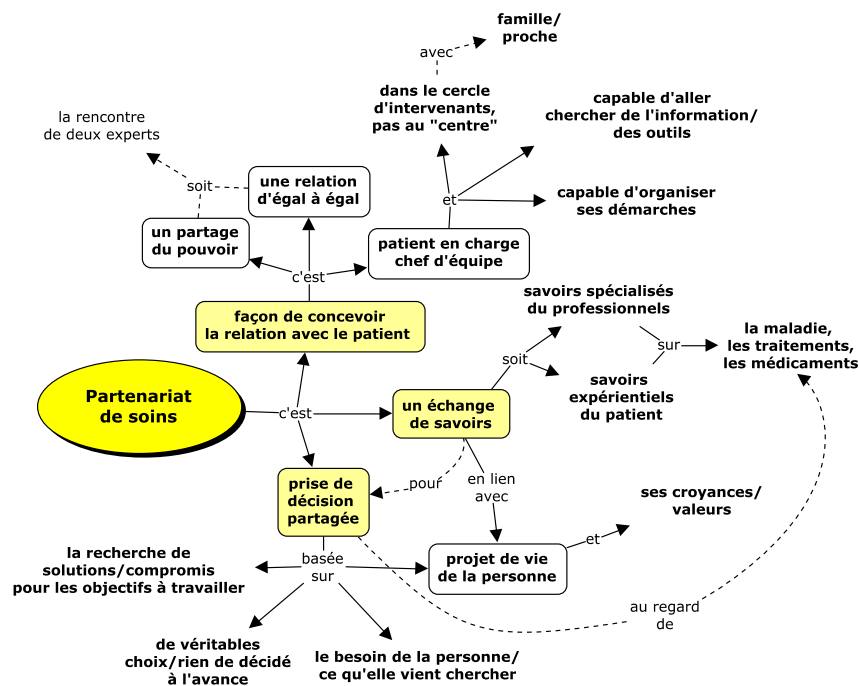 famille/
proche
avec
dans le cercle
d'intervenants,
pas au "centre"
capable d'aller
chercher de l'information/
des outils
la rencontre
de deux experts
soit
une relation
d'égal à égal
et
capable d'organiser
ses démarches
un partage
du pouvoir
patient en charge
chef d'équipe
c'est
façon de concevoir
la relation avec le patient
savoirs spécialisés
du professionnels
la maladie,
les traitements,
les médicaments
sur
soit
savoirs
expérientiels
du patient
Partenariat
de soins
c'est
un échange
de savoirs
prise de
décision
partagée
pour
en lien
avec
ses croyances/
valeurs
et
projet de vie
de la personne
basée
sur
la recherche de
solutions/compromis
pour les objectifs à travailler
au regard
de
de véritables
choix/rien de décidé
à l'avance
le besoin de la personne/
ce qu'elle vient chercher